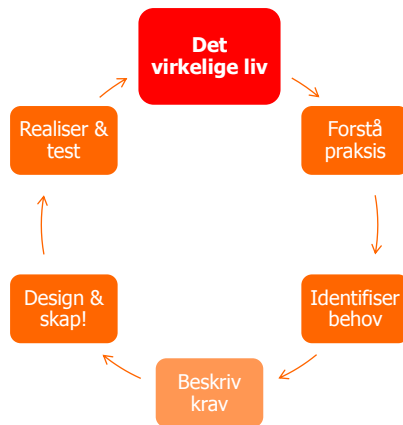 Det
virkelige liv
Forstå
praksis
Identifiser
behov
Beskriv
krav
Design &
skap!
Realiser &
test